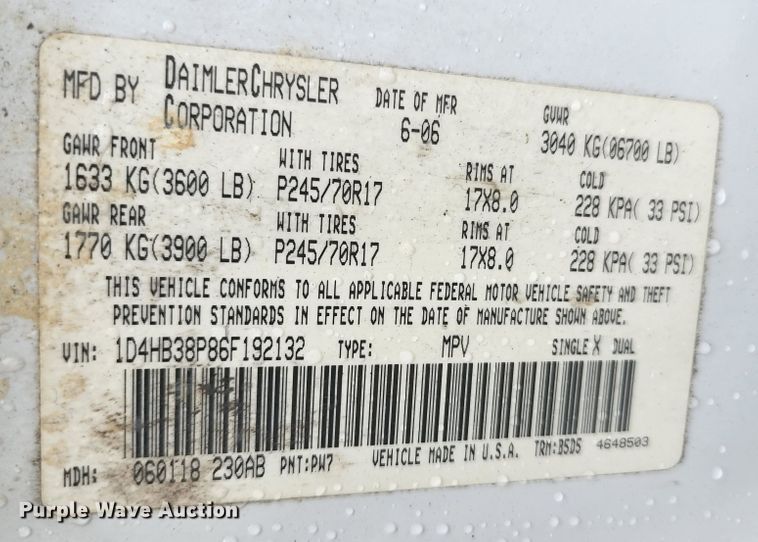 MFD BY DAIMLERCHRYSLER CORPORATION
DATE OF MFR 6-06
GVWR 3040 KG(06700 LB)
GAWR FRONT WITH TIRES RIMS AT COLD
1633 KG(3600 LB) P245/70R17 17X8.0 228 KPA( 33 PSI)
GAWR REAR WITH TIRES RIMS AT COLD
1770 KG(3900 LB) P245/70R17 17X8.0 228 KPA( 33 PSI)
THIS VEHICLE CONFORMS TO ALL APPLICABLE FEDERAL MOTOR VEHICLE SAFETY AND THEFT
PREVENTION STANDARDS IN EFFECT ON THE DATE OF MANUFACTURE SHOWN ABOVE.
VIN: 1D4HB38P86F192132 TYPE: MPV SINGLE X DUAL
MDH: 060118 230AB PNT:PW7 VEHICLE MADE IN U.S.A. TRM:B5D5 4648503
Purple Wave Auction